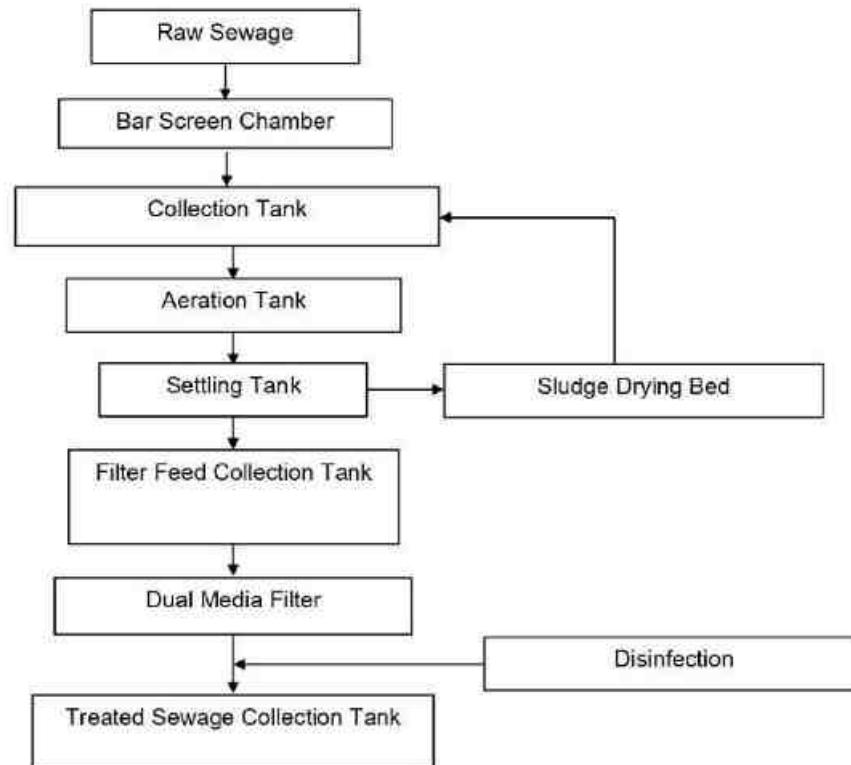 Raw Sewage
Bar Screen Chamber
Collection Tank
Aeration Tank
Settling Tank
Sludge Drying Bed
Filter Feed Collection Tank
Dual Media Filter
Disinfection
Treated Sewage Collection Tank